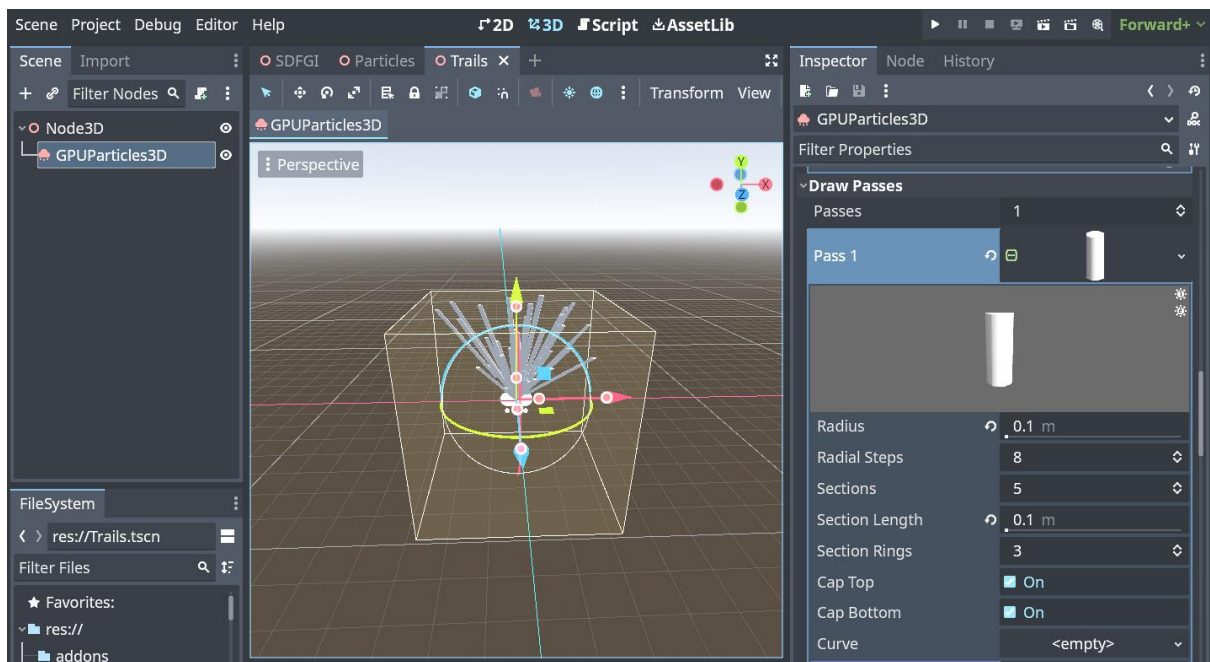 Scene Project Debug Editor Help 2D 3D Script AssetLib Forward+
Scene Import
Filter Nodes
Node3D
GPUParticles3D
FileSystem
res://Trails.tscn
Filter Files
Favorites:
res://
addons
SDFGI Particles Trails
Transform View
GPUParticles3D
Perspective
Y
X
Z
Inspector Node History
GPUParticles3D
Filter Properties
Draw Passes
Passes 1
Pass 1
Radius 0.1 m
Radial Steps 8
Sections 5
Section Length 0.1 m
Section Rings 3
Cap Top On
Cap Bottom On
Curve <empty>